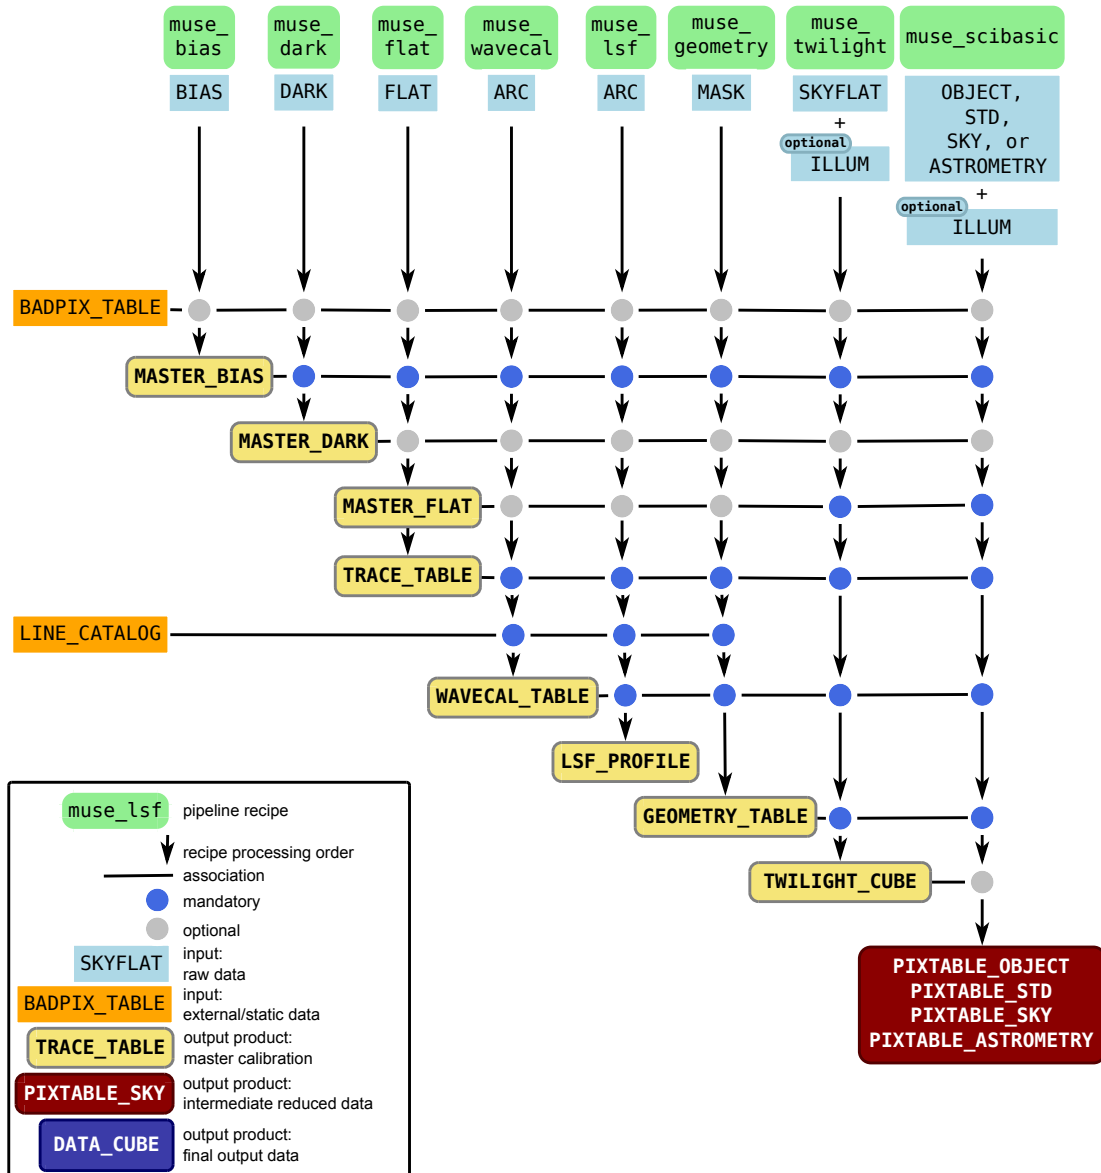 muse_
bias
muse_
dark
muse_
flat
muse_
wavecal
muse_
lsf
muse_
geometry
muse_
twilight
muse_scibasic
BIAS
DARK
FLAT
ARC
ARC
MASK
SKYFLAT
+
optional
ILLUM
OBJECT,
STD,
SKY, or
ASTROMETRY
+
optional
ILLUM
BADPIX_TABLE
MASTER_BIAS
MASTER_DARK
MASTER_FLAT
TRACE_TABLE
LINE_CATALOG
WAVECAL_TABLE
LSF_PROFILE
GEOMETRY_TABLE
TWILIGHT_CUBE
PIXTABLE_OBJECT
PIXTABLE_STD
PIXTABLE_SKY
PIXTABLE_ASTROMETRY
muse_lsf
pipeline recipe
recipe processing order
association
mandatory
optional
SKYFLAT
input:
raw data
BADPIX_TABLE
input:
external/static data
TRACE_TABLE
output product:
master calibration
PIXTABLE_SKY
output product:
intermediate reduced data
DATA_CUBE
output product:
final output data